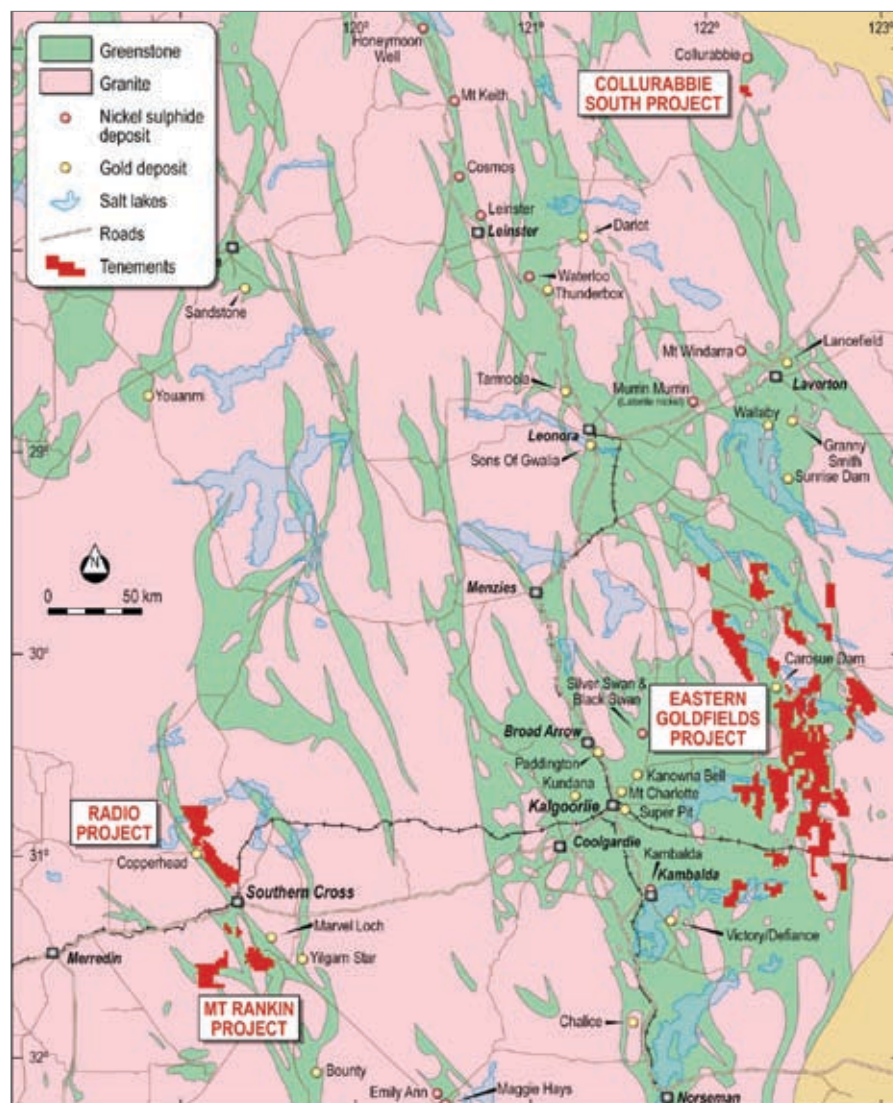 120°
121°
122°
123°
Greenstone
Granite
Nickel sulphide
deposit
Gold deposit
Salt lakes
Roads
Tenements
Honeymoon
Well
Mt Keith
Cosmos
Leinster
Leinster
Collurabbie
COLLURABBIE
SOUTH PROJECT
Darlot
Waterloo
Thunderbox
Sandstone
Youanmi
Mt Windarra
Lancefield
Laverton
Tarmoola
Murrin Murrin
Wallaby
Granny
Smith
Sunrise Dam
Leonora
Sons Of Gwalia
29°
N
0
50 km
Menzies
30°
Carosue Dam
Silver Swan &
Black Swan
EASTERN
GOLDFIELDS
PROJECT
Broad Arrow
Paddington
Kundana
Kanowna Bell
Mt Charlotte
Super Pit
Kalgoorlie
Coolgardie
RADIO
PROJECT
Copperhead
31°
Southern Cross
Kambalda
Kambalda
Marvel Loch
Victory/Defiance
Merredin
Yilgarn Star
MT RANKIN
PROJECT
Challice
32°
Bounty
Emily Ann
Maggie Hays
Norseman